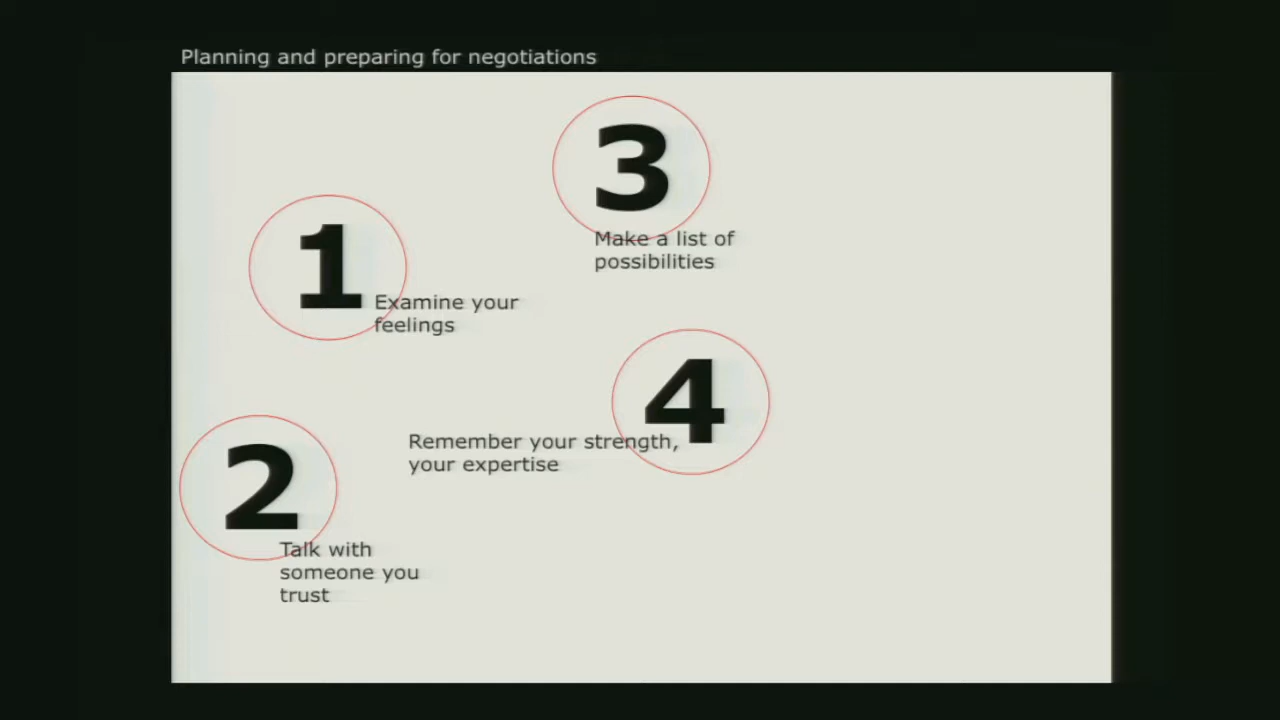 Planning and preparing for negotiations
1
Examine your
feelings
2
Talk with
someone you
trust
3
Make a list of
possibilities
4
Remember your strength,
your expertise